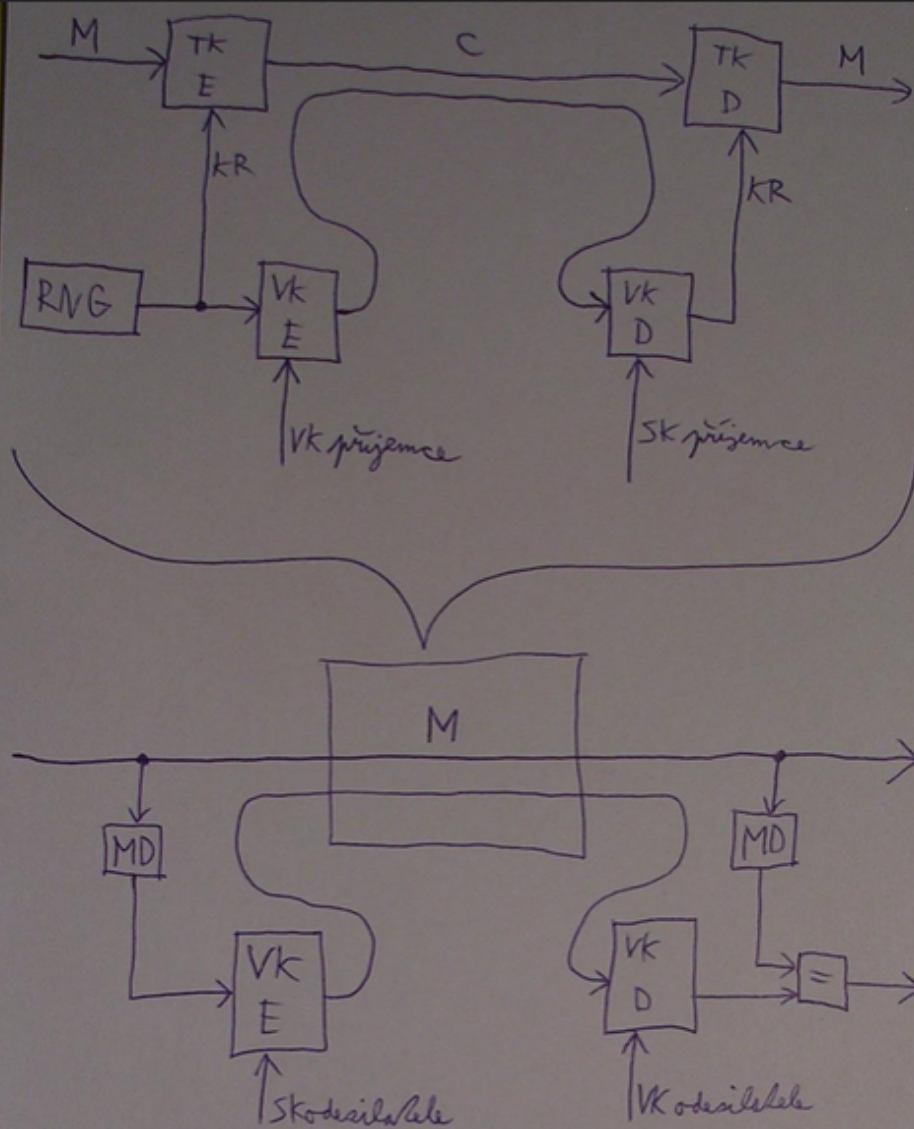 M
TK
E
C
TK
D
M
KR
KR
RNG
VK
E
VK
D
VK příjemce
SK příjemce
M
MD
MD
VK
E
VK
D
=
SK odesilatele
VK odesilatele